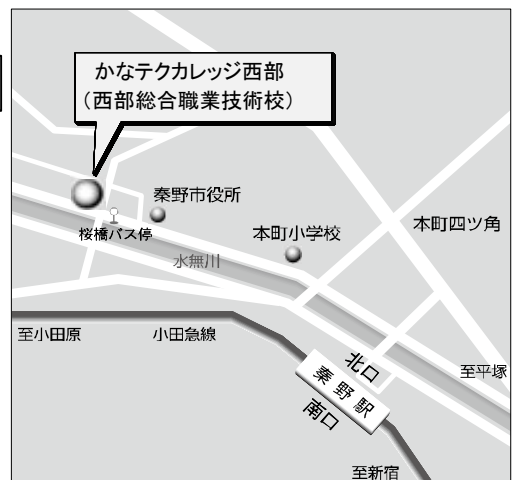 かなテクカレッジ西部
（西部総合職業技術校）
秦野市役所
桜橋バス停
本町小学校
本町四ツ角
水無川
至小田原
小田急線
北口
秦野駅
南口
至平塚
至新宿